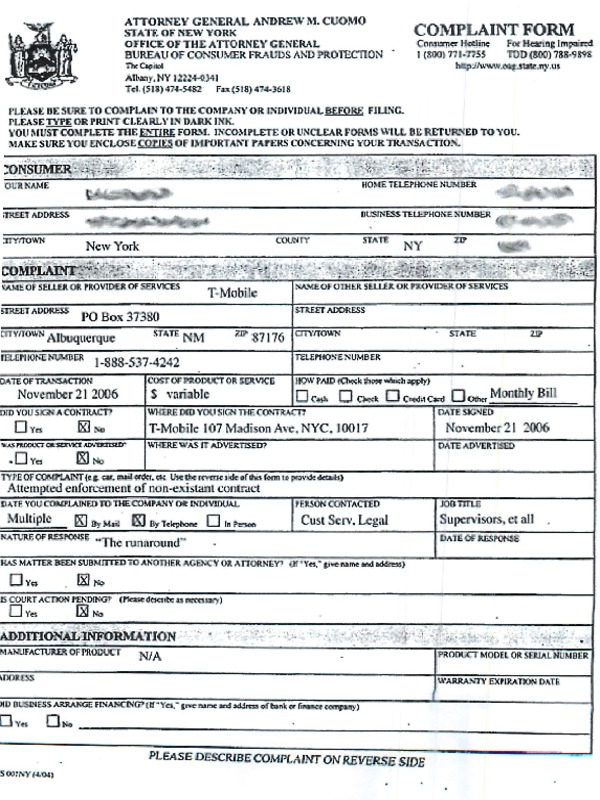 ATTORNEY GENERAL ANDREW M. CUOMO
STATE OF NEW YORK
OFFICE OF THE ATTORNEY GENERAL
BUREAU OF CONSUMER FRAUDS AND PROTECTION
The Capitol
Albany, NY 12224-0341
Tel. (518) 474-5482 Fax (518) 474-3618
COMPLAINT FORM
Consumer Hotline For Hearing Impaired
1 (800) 771-7755 TDD (800) 788-9898
http://www.oag.state.ny.us
PLEASE BE SURE TO COMPLAIN TO THE COMPANY OR INDIVIDUAL BEFORE FILING.
PLEASE TYPE OR PRINT CLEARLY IN DARK INK.
YOU MUST COMPLETE THE ENTIRE FORM. INCOMPLETE OR UNCLEAR FORMS WILL BE RETURNED TO YOU.
MAKE SURE YOU ENCLOSE COPIES OF IMPORTANT PAPERS CONCERNING YOUR TRANSACTION.
CONSUMER
OUR NAME HOME TELEPHONE NUMBER
STREET ADDRESS BUSINESS TELEPHONE NUMBER
CITY/TOWN New York COUNTY STATE NY ZIP
COMPLAINT
NAME OF SELLER OR PROVIDER OF SERVICES T-Mobile NAME OF OTHER SELLER OR PROVIDER OF SERVICES
STREET ADDRESS PO Box 37380 STREET ADDRESS
CITY/TOWN Albuquerque STATE NM ZIP 87176 CITY/TOWN STATE ZIP
TELEPHONE NUMBER 1-888-537-4242 TELEPHONE NUMBER
DATE OF TRANSACTION COST OF PRODUCT OR SERVICE HOW PAID (Check those which apply)
November 21 2006 $ variable Cash Check Credit Card Other Monthly Bill
DID YOU SIGN A CONTRACT? WHERE DID YOU SIGN THE CONTRACT? DATE SIGNED
Yes X No T-Mobile 107 Madison Ave, NYC, 10017 November 21 2006
WAS PRODUCT OR SERVICE ADVERTISED? WHERE WAS IT ADVERTISED? DATE ADVERTISED
Yes X No
TYPE OF COMPLAINT (e.g. car, mail order, etc. Use the reverse side of this form to provide details)
Attempted enforcement of non-existant contract
DATE YOU COMPLAINED TO THE COMPANY OR INDIVIDUAL PERSON CONTACTED JOB TITLE
Multiple X By Mail X By Telephone In Person Cust Serv, Legal Supervisors, et all
NATURE OF RESPONSE "The runaround" DATE OF RESPONSE
HAS MATTER BEEN SUBMITTED TO ANOTHER AGENCY OR ATTORNEY? (If "Yes," give name and address)
Yes X No
IS COURT ACTION PENDING? (Please describe as necessary)
Yes X No
ADDITIONAL INFORMATION
MANUFACTURER OF PRODUCT N/A PRODUCT MODEL OR SERIAL NUMBER
ADDRESS WARRANTY EXPIRATION DATE
DID BUSINESS ARRANGE FINANCING? (If "Yes," give name and address of bank or finance company)
Yes No
PLEASE DESCRIBE COMPLAINT ON REVERSE SIDE
S 007NY (4/04)